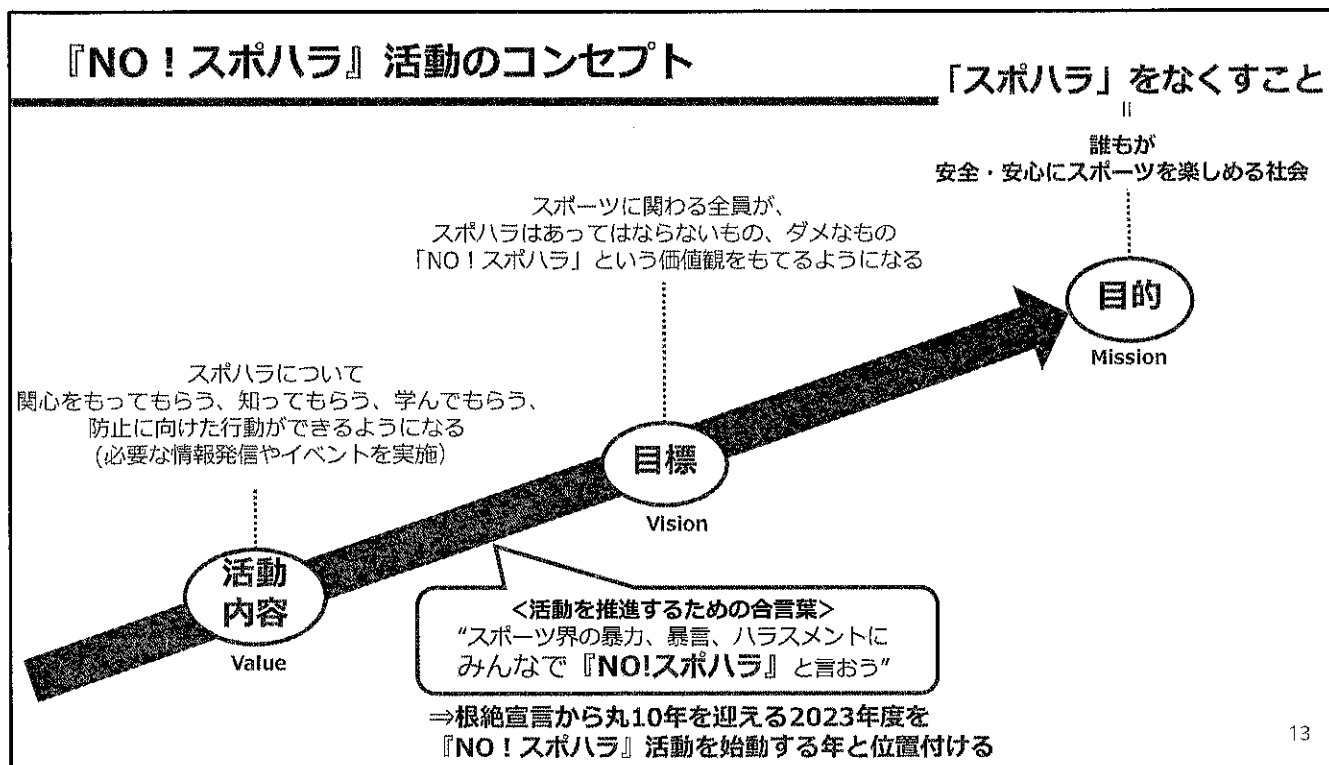 『NO！スポハラ』活動のコンセプト
「スポハラ」をなくすこと
＝
誰もが
安全・安心にスポーツを楽しめる社会
スポーツに関わる全員が、
スポハラはあってはならないもの、ダメなもの
「NO！スポハラ」という価値観をもてるようになる
目的
Mission
スポハラについて
関心をもってもらう、知ってもらう、学んでもらう、
防止に向けた行動ができるようになる
(必要な情報発信やイベントを実施)
目標
Vision
活動
内容
Value
<活動を推進するための合言葉>
“スポーツ界の暴力、暴言、ハラスメントに
みんなで『NO!スポハラ』と言おう”
⇒根絶宣言から丸10年を迎える2023年度を
『NO！スポハラ』活動を始動する年と位置付ける
13